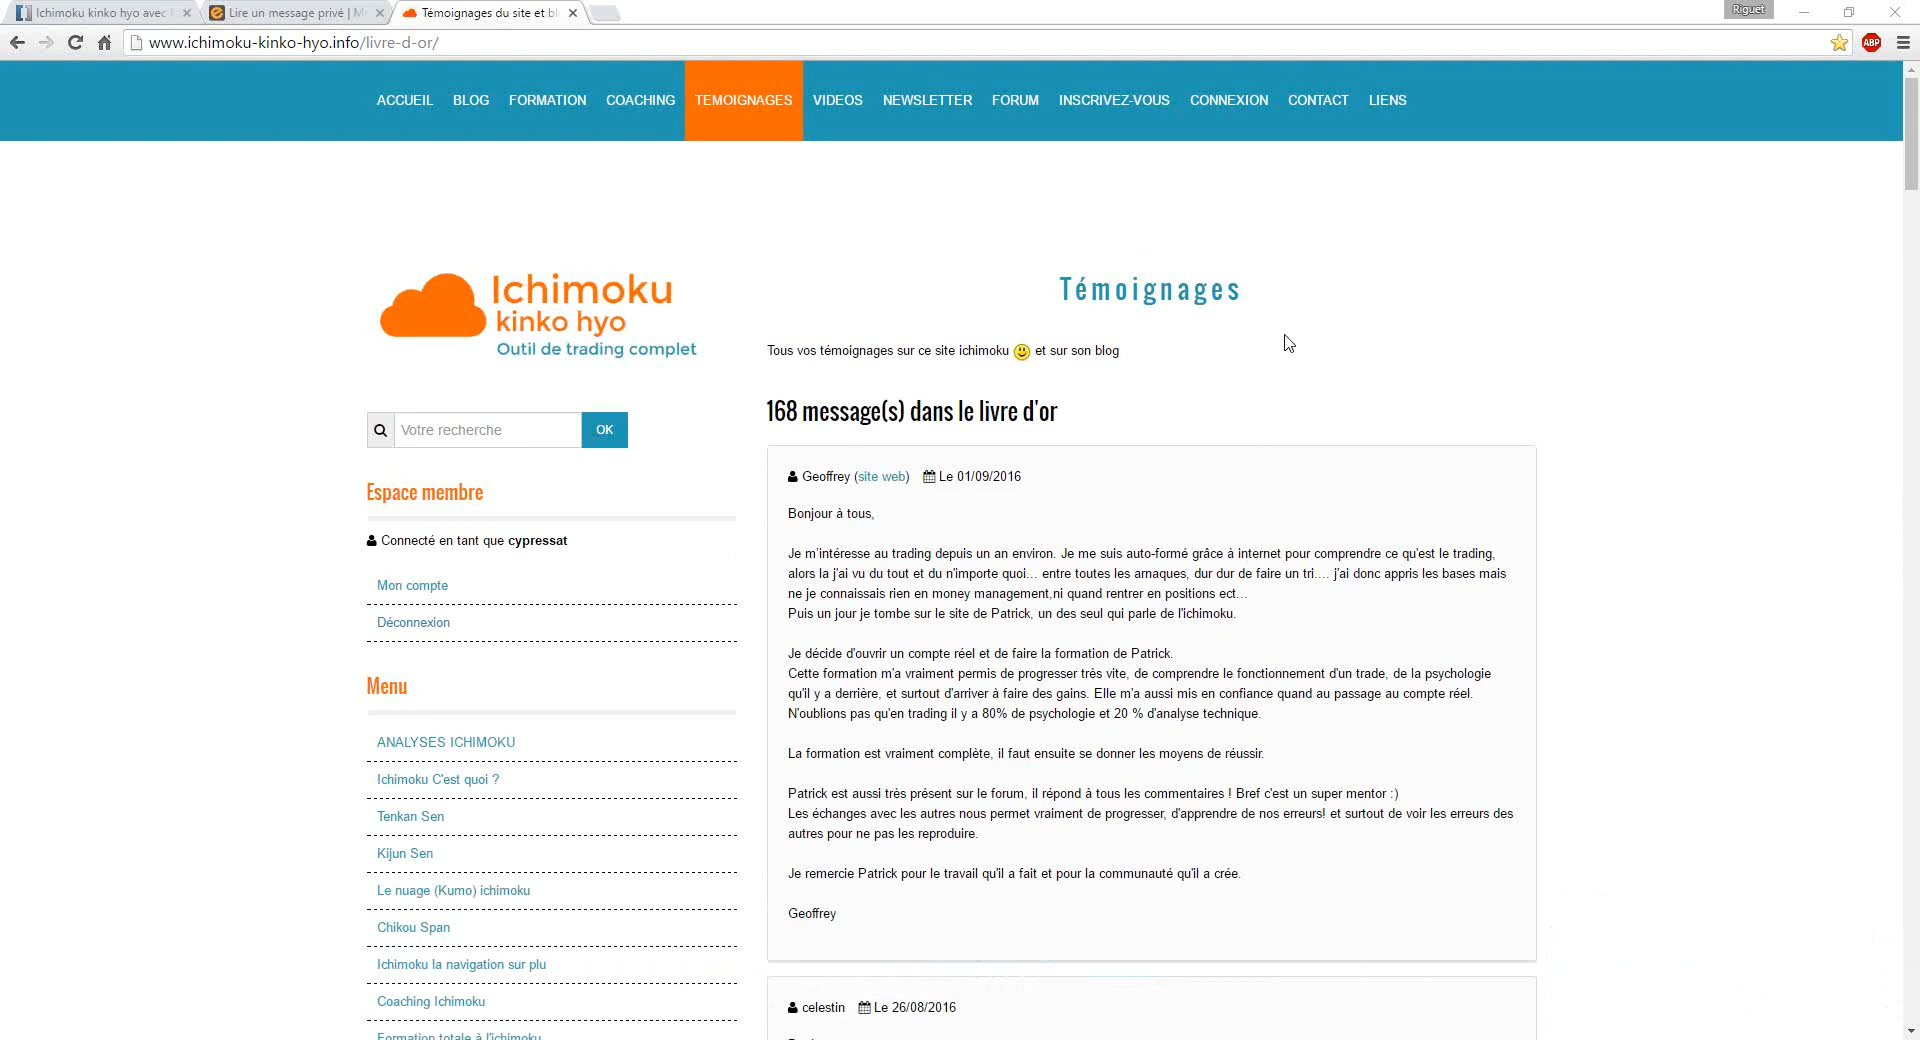 Ichimoku kinko hyo avec
Lire un message privé | M
Témoignages du site et bl
Riguet
www.ichimoku-kinko-hyo.info/livre-d-or/
ABP
ACCUEIL BLOG FORMATION COACHING TEMOIGNAGES VIDEOS NEWSLETTER FORUM INSCRIVEZ-VOUS CONNEXION CONTACT LIENS
Ichimoku
kinko hyo
Outil de trading complet
Votre recherche OK
Espace membre
Connecté en tant que cypressat
Mon compte
Déconnexion
Menu
ANALYSES ICHIMOKU
Ichimoku C'est quoi ?
Tenkan Sen
Kijun Sen
Le nuage (Kumo) ichimoku
Chikou Span
Ichimoku la navigation sur plu
Coaching Ichimoku
Formation totale à l'ichimoku
Témoignages
Tous vos témoignages sur ce site ichimoku et sur son blog
168 message(s) dans le livre d'or
Geoffrey (site web) Le 01/09/2016
Bonjour à tous,
Je m'intéresse au trading depuis un an environ. Je me suis auto-formé grâce à internet pour comprendre ce qu'est le trading,
alors la j'ai vu du tout et du n'importe quoi... entre toutes les arnaques, dur dur de faire un tri.... j'ai donc appris les bases mais
ne je connaissais rien en money management,ni quand rentrer en positions ect...
Puis un jour je tombe sur le site de Patrick, un des seul qui parle de l'ichimoku.
Je décide d'ouvrir un compte réel et de faire la formation de Patrick.
Cette formation m'a vraiment permis de progresser très vite, de comprendre le fonctionnement d'un trade, de la psychologie
qu'il y a derrière, et surtout d'arriver à faire des gains. Elle m'a aussi mis en confiance quand au passage au compte réel.
N'oublions pas qu'en trading il y a 80% de psychologie et 20 % d'analyse technique.
La formation est vraiment complète, il faut ensuite se donner les moyens de réussir.
Patrick est aussi très présent sur le forum, il répond à tous les commentaires ! Bref c'est un super mentor :)
Les échanges avec les autres nous permet vraiment de progresser, d'apprendre de nos erreurs! et surtout de voir les erreurs des
autres pour ne pas les reproduire.
Je remercie Patrick pour le travail qu'il a fait et pour la communauté qu'il a crée.
Geoffrey
celestin Le 26/08/2016